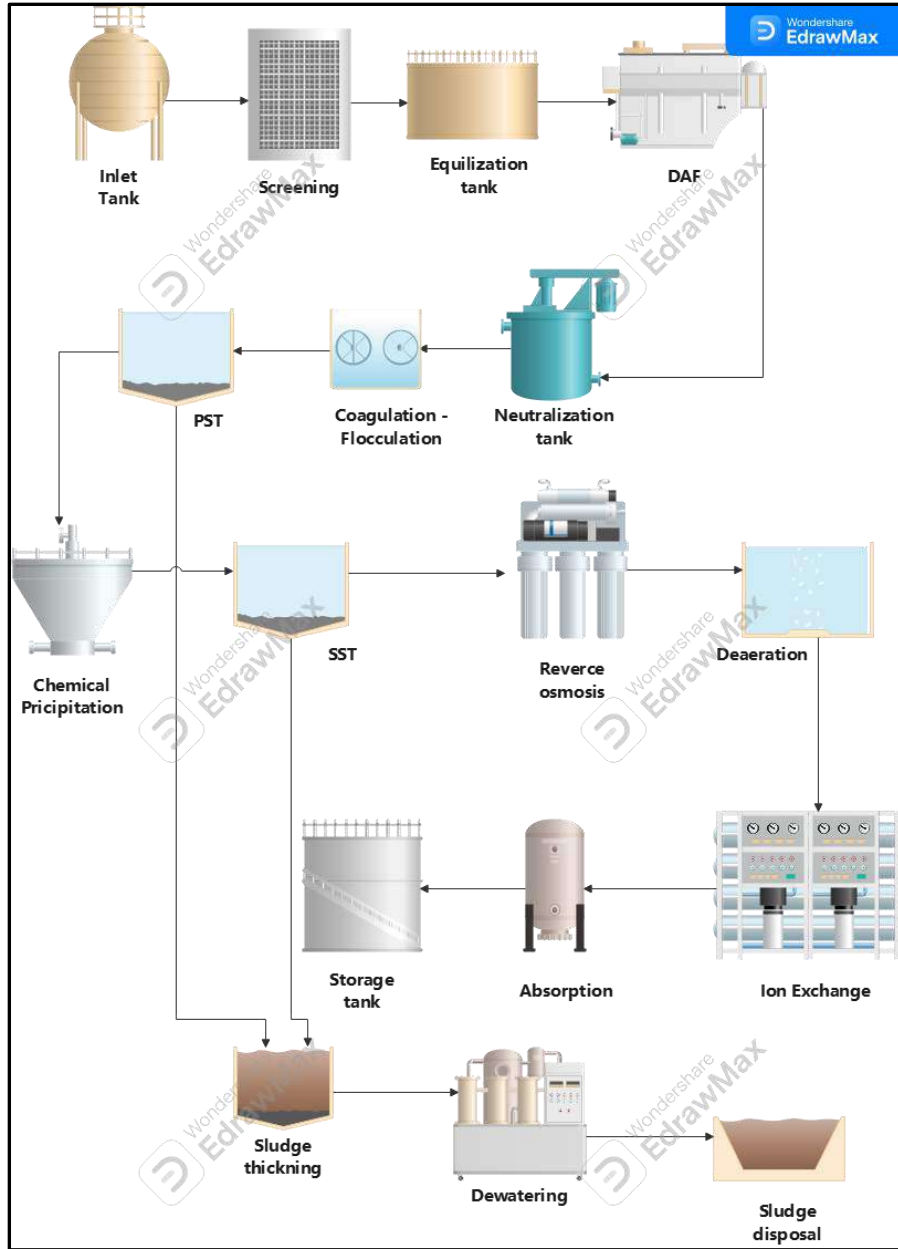 Wondershare
EdrawMax
Inlet
Tank
Screening
Equilization
tank
DAF
Wondershare
EdrawMax
Wondershare
EdrawMax
PST
Coagulation -
Flocculation
Neutralization
tank
Chemical
Pricipitation
SST
Reverce
osmosis
Deaeration
Wondershare
EdrawMax
Wondershare
EdrawMax
Storage
tank
Absorption
Ion Exchange
Sludge
thickning
Dewatering
Sludge
disposal
Wondershare
EdrawMax
Wondershare
EdrawMax